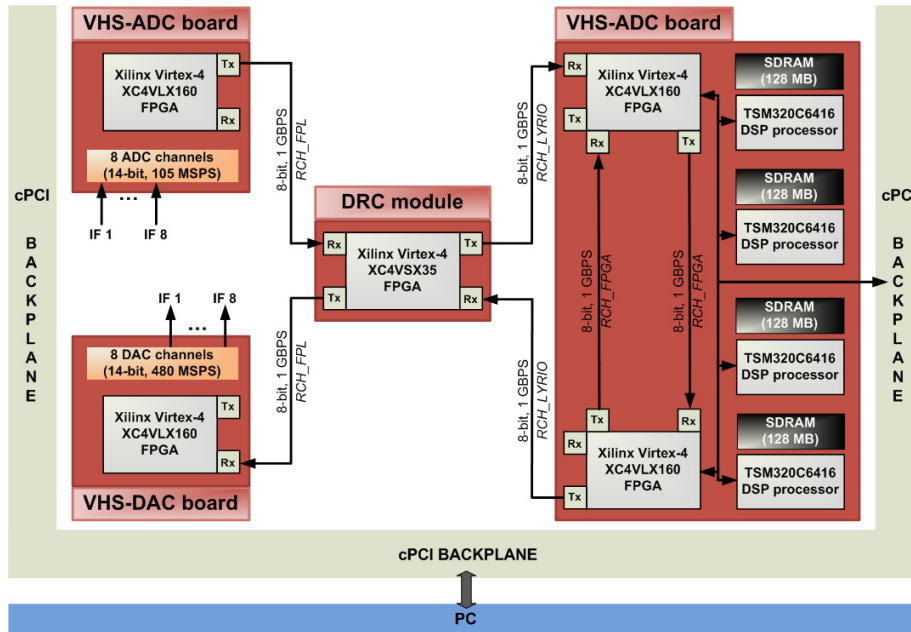 VHS-ADC board
Xilinx Virtex-4
XC4VLX160
FPGA
Tx
Rx
8 ADC channels
(14-bit, 105 MSPS)
IF 1
...
IF 8
8-bit, 1 GBPS
RCH_FPL
cPCI
BACKPLANE
DRC module
Rx
Xilinx Virtex-4
XC4VSX35
FPGA
Tx
Tx
Rx
IF 1
IF 8
...
8 DAC channels
(14-bit, 480 MSPS)
Xilinx Virtex-4
XC4VLX160
FPGA
Tx
Rx
VHS-DAC board
8-bit, 1 GBPS
RCH_FPL
8-bit, 1 GBPS
RCH_LYRIO
8-bit, 1 GBPS
RCH_LYRIO
VHS-ADC board
Rx
Tx
Xilinx Virtex-4
XC4VLX160
FPGA
Rx
Tx
8-bit, 1 GBPS
RCH_FPGA
8-bit, 1 GBPS
RCH_FPGA
Tx
Rx
Rx
Tx
Xilinx Virtex-4
XC4VLX160
FPGA
SDRAM
(128 MB)
TSM320C6416
DSP processor
SDRAM
(128 MB)
TSM320C6416
DSP processor
SDRAM
(128 MB)
TSM320C6416
DSP processor
SDRAM
(128 MB)
TSM320C6416
DSP processor
cPCI
BACKPLANE
cPCI BACKPLANE
PC